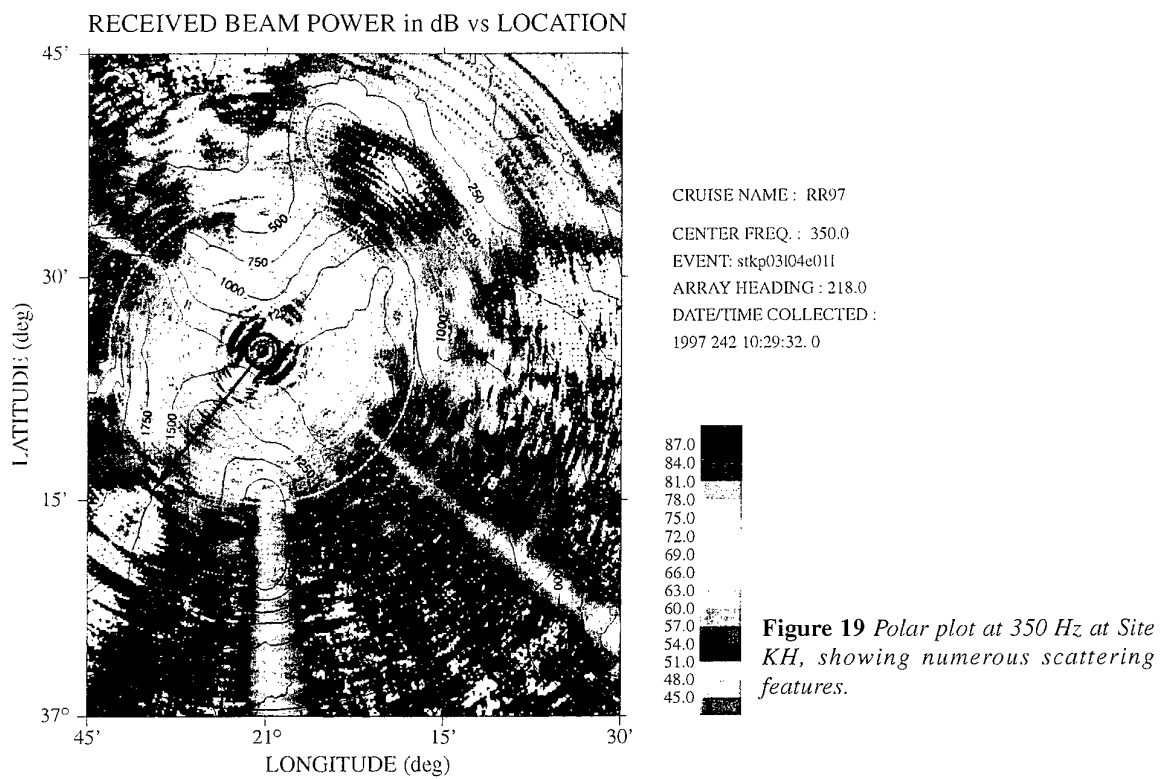 RECEIVED BEAM POWER in dB vs LOCATION
45'
30'
15'
37°
45'
21°
15'
30'
LATITUDE (deg)
LONGITUDE (deg)
250
500
500
750
1000
1000
1750
1500
1250
CRUISE NAME : RR97
CENTER FREQ. : 350.0
EVENT: stkp03l04e01l
ARRAY HEADING : 218.0
DATE/TIME COLLECTED :
1997 242 10:29:32. 0
87.0
84.0
81.0
78.0
75.0
72.0
69.0
66.0
63.0
60.0
57.0
54.0
51.0
48.0
45.0
Figure 19 Polar plot at 350 Hz at Site
KH, showing numerous scattering
features.